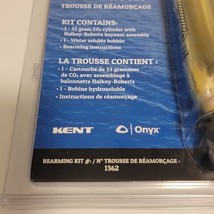 TROUSSE DE RÉAMORÇAGE
KIT CONTAINS:
- 1 - 33 gram CO₂ cylinder with
Halkey-Roberts bayonet assembly
- 1 - Water soluble bobbin
- Rearming instructions
LA TROUSSE CONTIENT :
- 1 - Cartouche de 33 grammes
de CO₂ avec assemblage à
baïonnette Halkey-Roberts
- 1 - Bobine hydrosoluble
- Instructions de réamorçage
KENT Onyx
REARMING KIT #: / Nº TROUSSE DE RÉAMORÇAGE :
1362